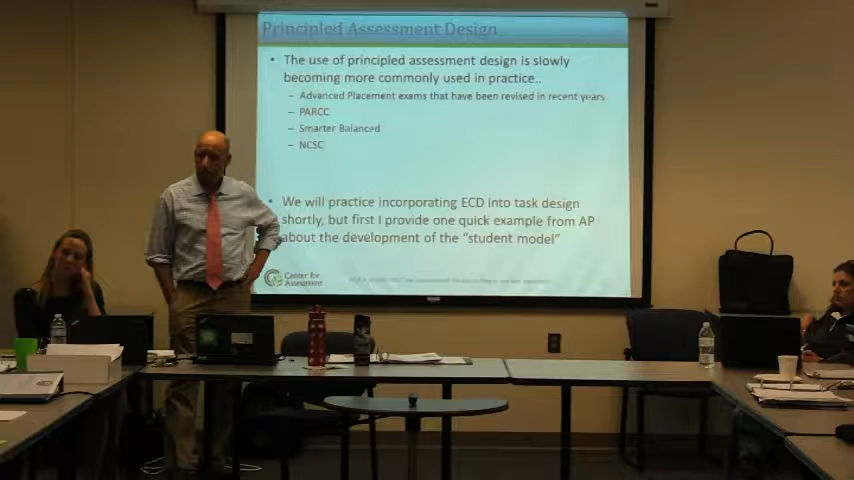 Principled Assessment Design
• The use of principled assessment design is slowly
becoming more commonly used in practice..
– Advanced Placement exams that have been revised in recent years
– PARCC
– Smarter Balanced
– NCSC
• We will practice incorporating ECD into task design
shortly, but first I provide one quick example from AP
about the development of the “student model”
Center for
Assessment